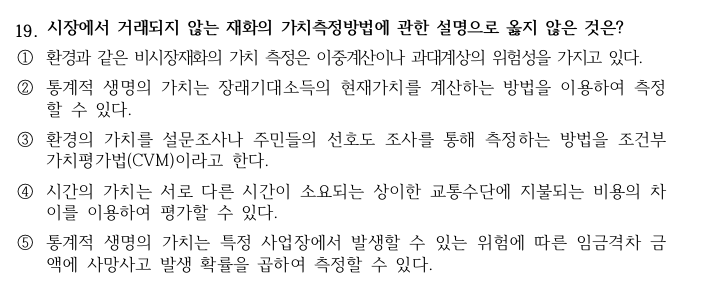 19. 시장에서 거래되지 않는 재화의 가치측정방법에 관한 설명으로 옳지 않은 것은?
① 환경과 같은 비시장재화의 가치 측정은 이중계산이나 과대계상의 위험성을 가지고 있다.
② 통계적 생명의 가치는 장래기대소득의 현재가치를 계산하는 방법을 이용하여 측정
할 수 있다.
③ 환경의 가치를 설문조사나 주민들의 선호도 조사를 통해 측정하는 방법을 조건부
가치평가법(CVM)이라고 한다.
④ 시간의 가치는 서로 다른 시간이 소요되는 상이한 교통수단에 지불되는 비용의 차
이를 이용하여 평가할 수 있다.
⑤ 통계적 생명의 가치는 특정 사업장에서 발생할 수 있는 위험에 따른 임금격차 금
액에 사망사고 발생 확률을 곱하여 측정할 수 있다.